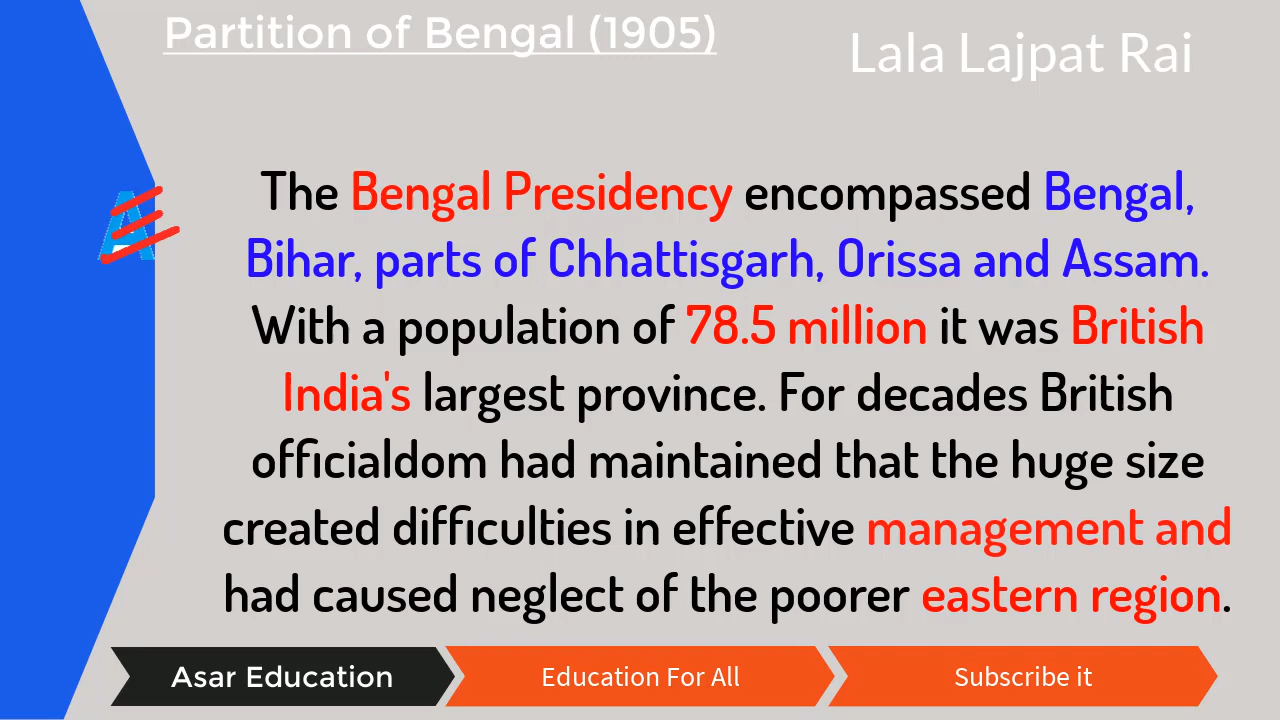 Partition of Bengal (1905)
Lala Lajpat Rai
The Bengal Presidency encompassed Bengal,
Bihar, parts of Chhattisgarh, Orissa and Assam.
With a population of 78.5 million it was British
India's largest province. For decades British
officialdom had maintained that the huge size
created difficulties in effective management and
had caused neglect of the poorer eastern region.
Asar Education
Education For All
Subscribe it